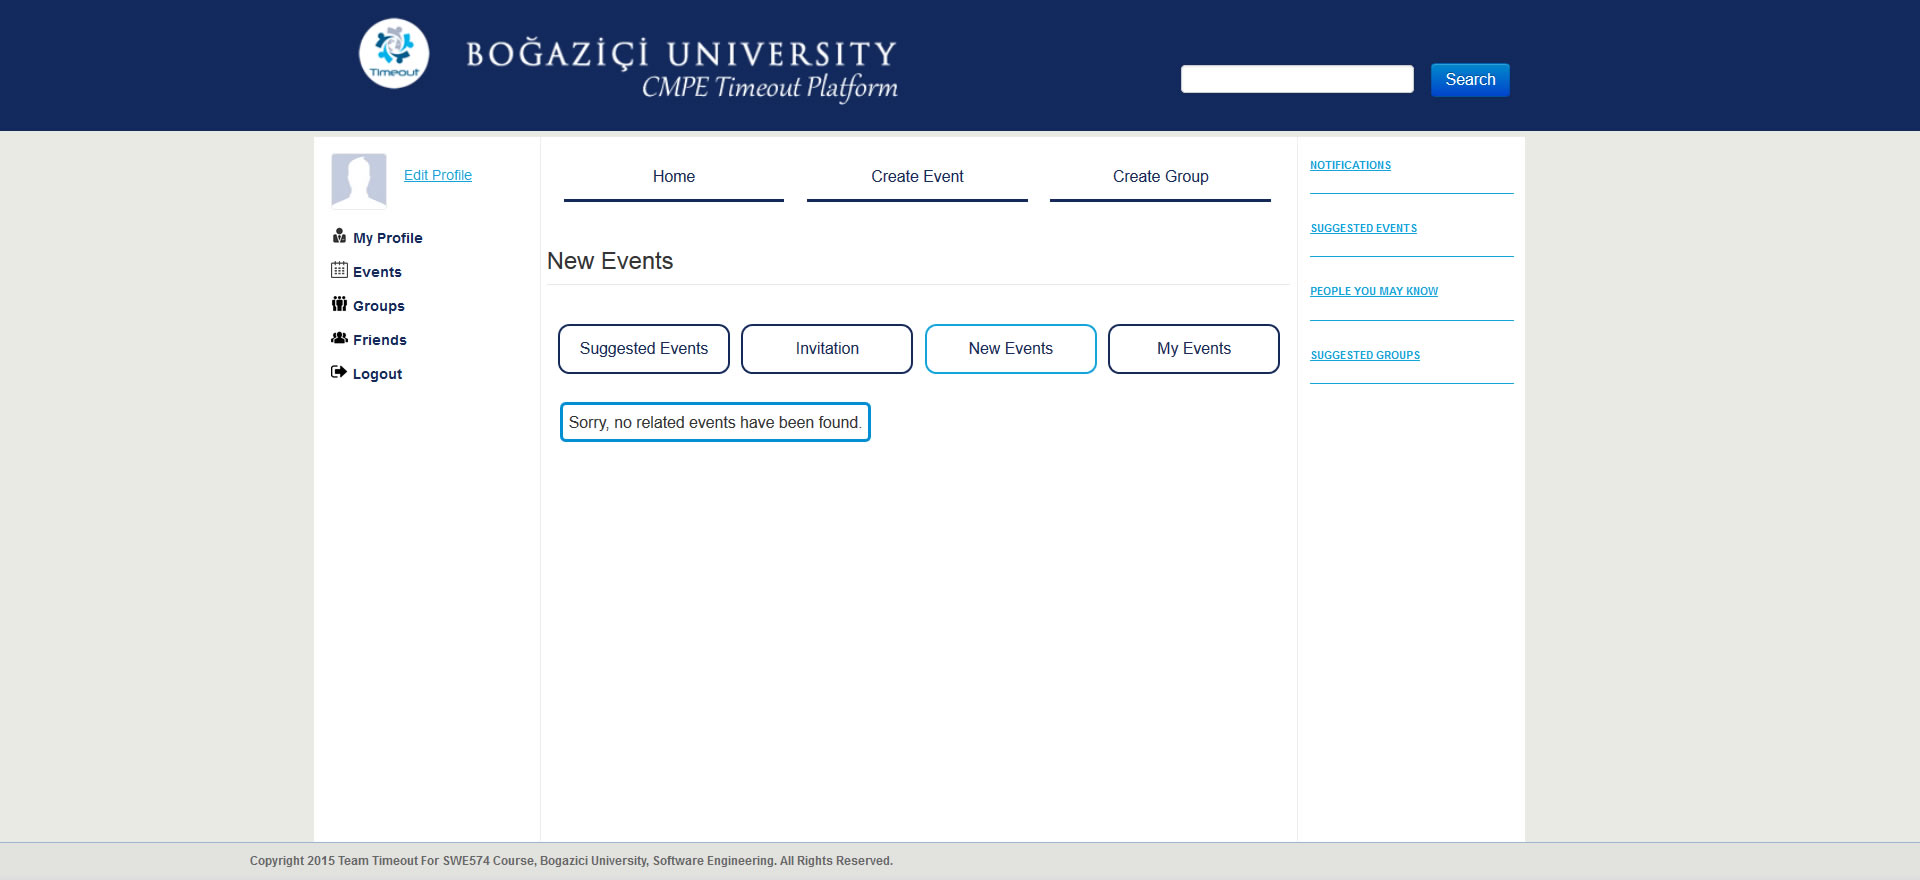 Timeout
BOĞAZİÇİ UNIVERSITY
CMPE Timeout Platform
Search
Edit Profile
My Profile
Events
Groups
Friends
Logout
Home
Create Event
Create Group
New Events
Suggested Events
Invitation
New Events
My Events
Sorry, no related events have been found.
NOTIFICATIONS
SUGGESTED EVENTS
PEOPLE YOU MAY KNOW
SUGGESTED GROUPS
Copyright 2015 Team Timeout For SWE574 Course, Bogazici University, Software Engineering. All Rights Reserved.